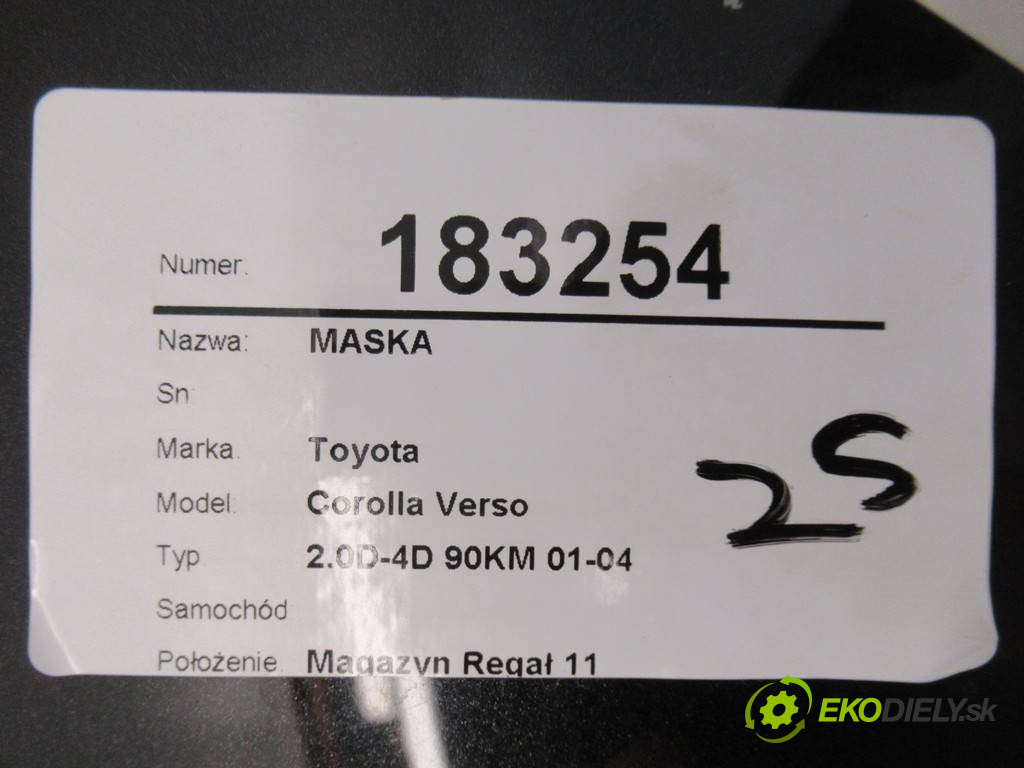 Numer: 183254
Nazwa: MASKA
Sn
Marka. Toyota
Model: Corolla Verso
Typ 2.0D-4D 90KM 01-04
Samochód
Położenie. Magazyn Regał 11
2S
EKODIELY.sk